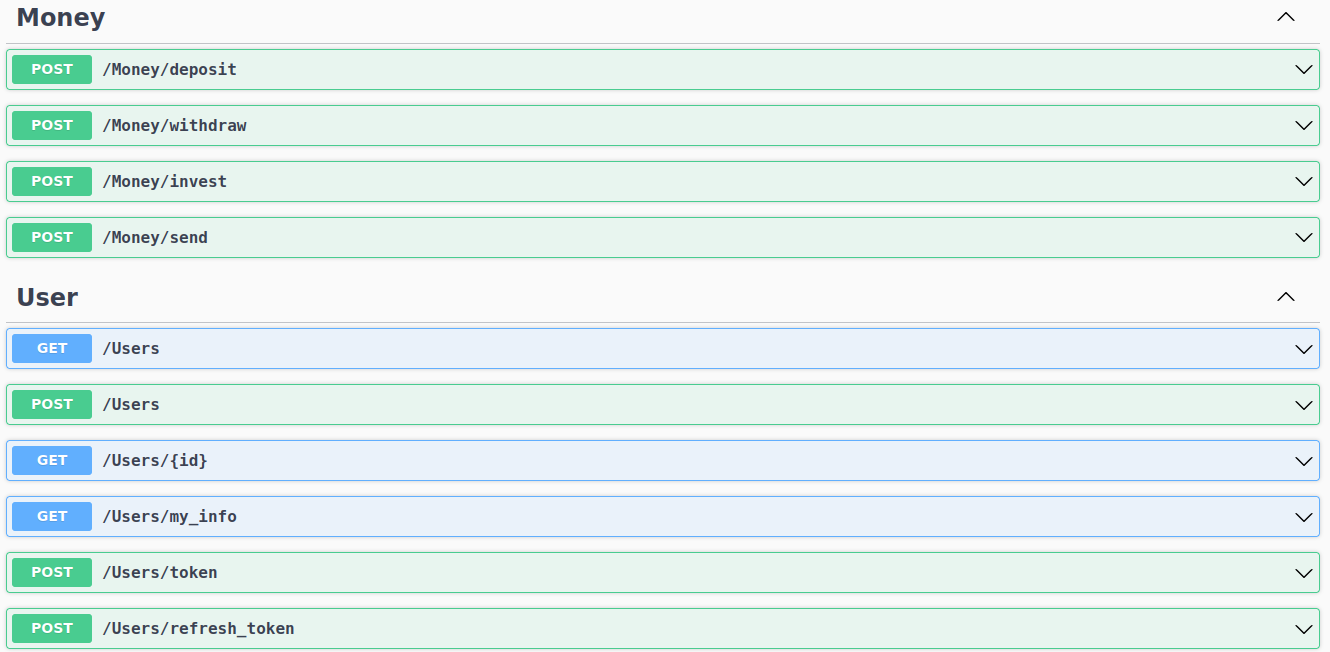 Money
POST /Money/deposit
POST /Money/withdraw
POST /Money/invest
POST /Money/send
User
GET /Users
POST /Users
GET /Users/{id}
GET /Users/my_info
POST /Users/token
POST /Users/refresh_token